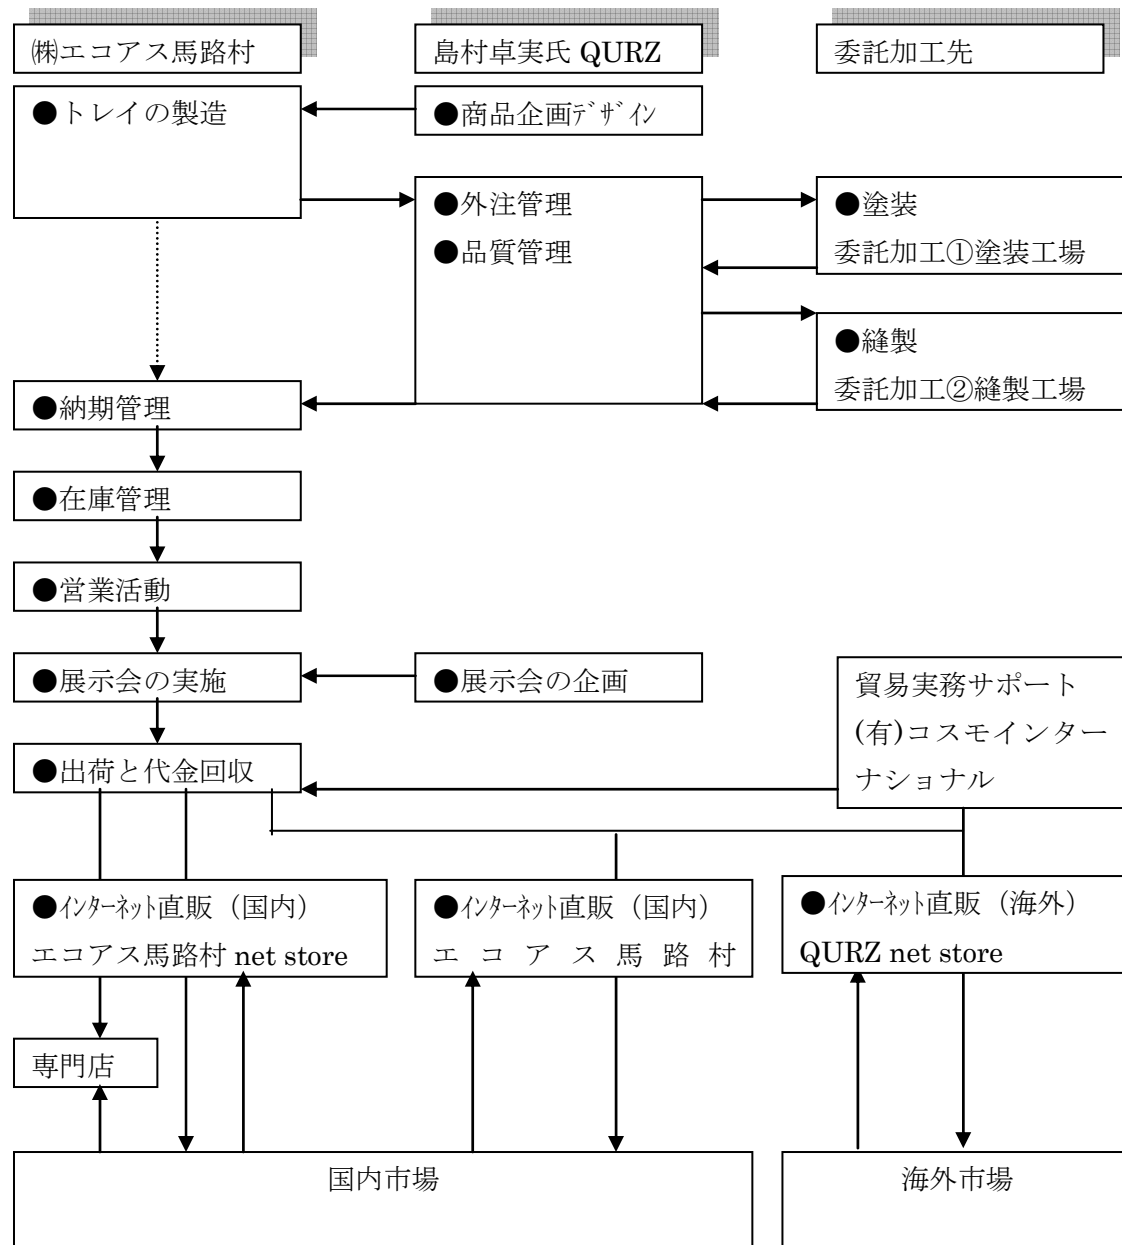 ㈱エコアス馬路村
島村卓実氏 QURZ
委託加工先
●トレイの製造
●商品企画ﾃﾞｻﾞｲﾝ
●外注管理
●品質管理
●塗装
委託加工①塗装工場
●縫製
委託加工②縫製工場
●納期管理
●在庫管理
●営業活動
●展示会の実施
●展示会の企画
貿易実務サポート
(有)コスモインター
ナショナル
●出荷と代金回収
●ｲﾝﾀｰﾈｯﾄ直販（国内）
エコアス馬路村 net store
●ｲﾝﾀｰﾈｯﾄ直販（国内）
エコアス馬路村
●ｲﾝﾀｰﾈｯﾄ直販（海外）
QURZ net store
専門店
国内市場
海外市場